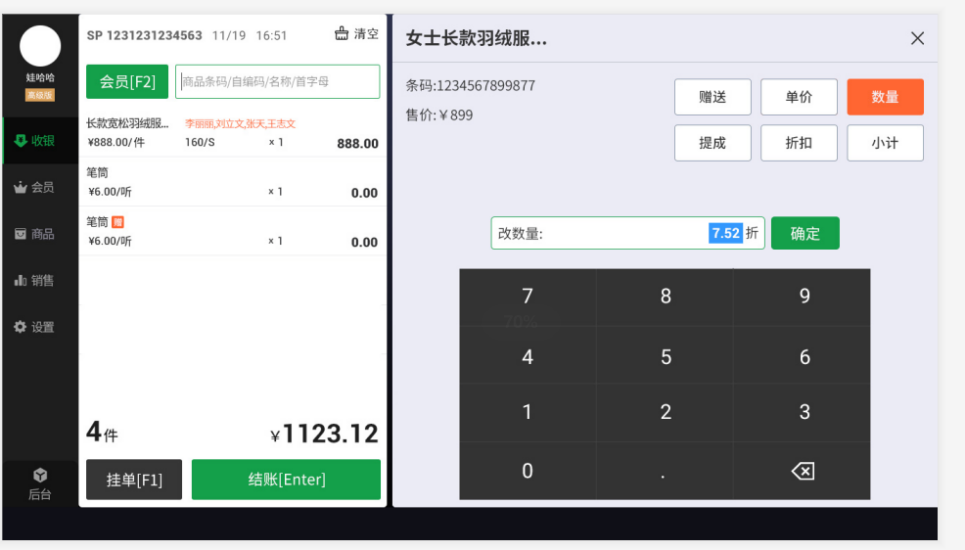 娃哈哈
高级版
收银
会员
商品
销售
设置
后台
SP 1231231234563 11/19 16:51 清空
会员[F2] 商品条码/自编码/名称/首字母
长款宽松羽绒服... 李丽丽,刘立文,张天,王志文
¥888.00/件 160/S × 1 888.00
笔筒
¥6.00/听 × 1 0.00
笔筒 赠
¥6.00/听 × 1 0.00
4件 ¥1123.12
挂单[F1] 结账[Enter]
女士长款羽绒服...
条码:1234567899877
售价:¥899
赠送 单价 数量
提成 折扣 小计
改数量: 7.52 折 确定
7 8 9
70%
4 5 6
1 2 3
0 .